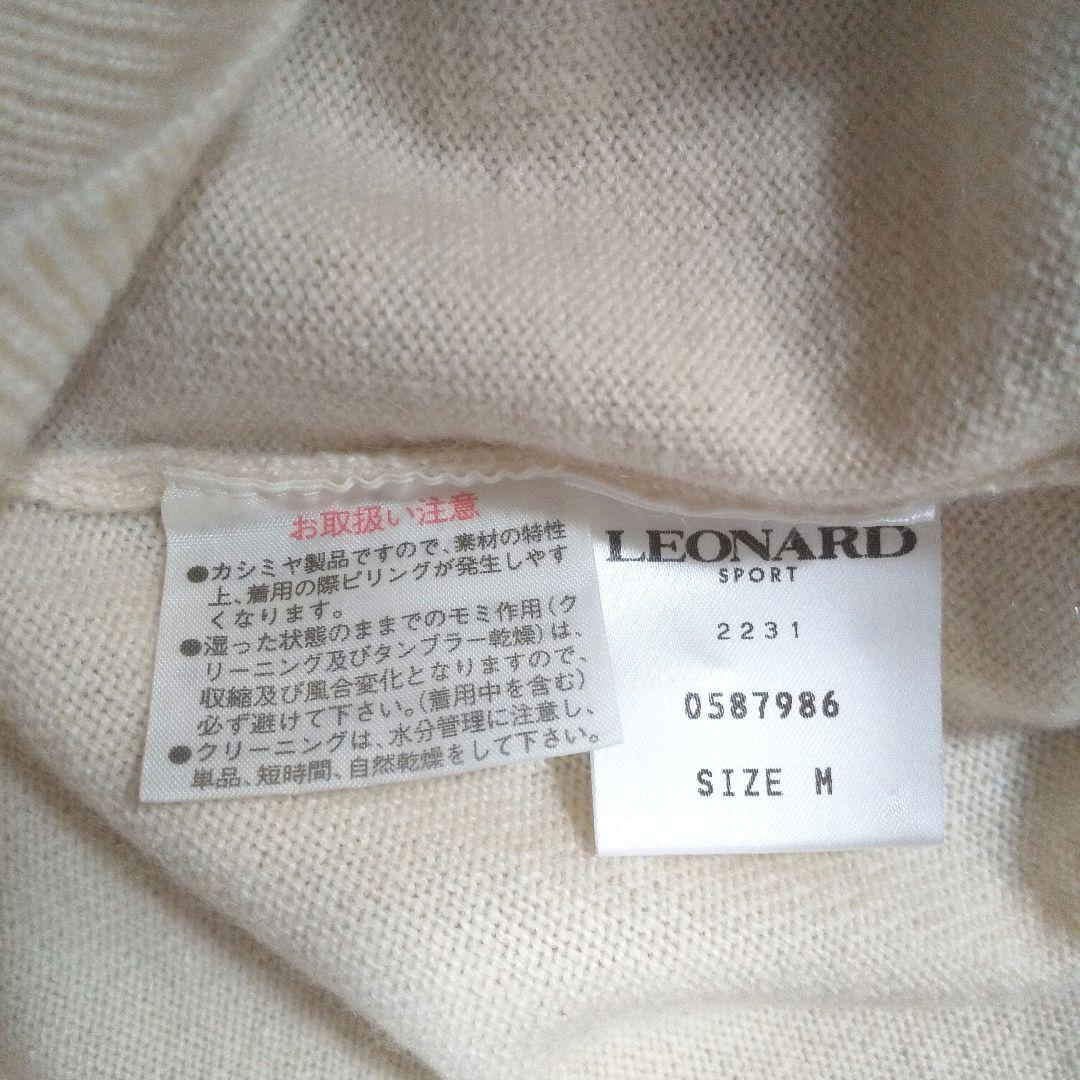 お取扱い注意
●カシミヤ製品ですので、素材の特性
上、着用の際ピリングが発生しやす
くなります。
●湿った状態のままでのモミ作用(ク
リーニング及びタンブラー乾燥)は、
収縮及び風合変化となりますので、
必ず避けて下さい。(着用中を含む)
●クリーニングは、水分管理に注意し、
単品、短時間、自然乾燥をして下さい。
LEONARD
SPORT
2231
0587986
SIZE M